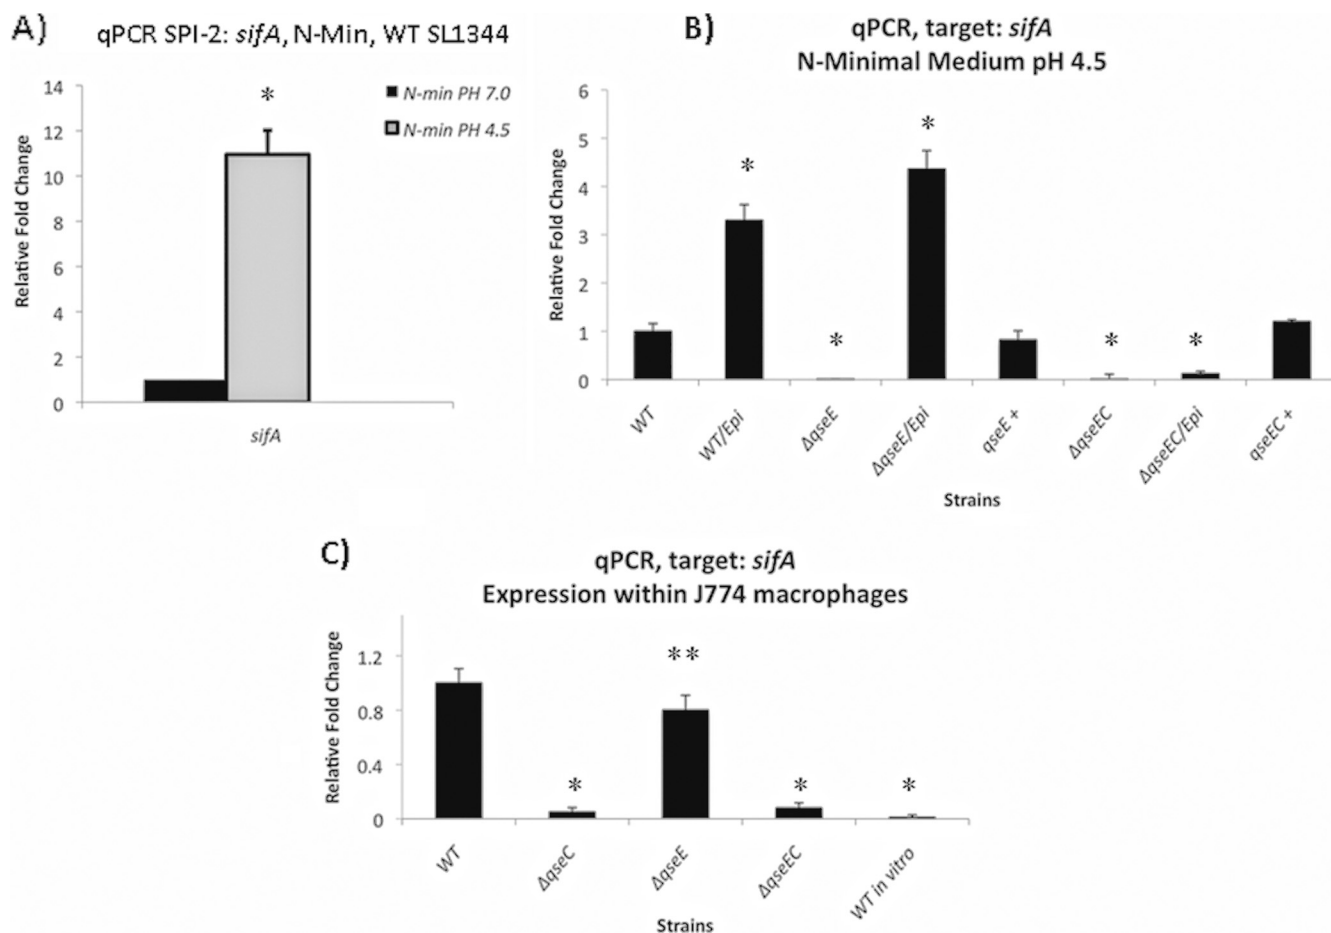 A)
qPCR SPI-2: sifA, N-Min, WT SL1344
14
12
10
8
6
4
2
0
Relative Fold Change
*
N-min PH 7.0
N-min PH 4.5
sifA
B)
qPCR, target: sifA
N-Minimal Medium pH 4.5
6
5
4
3
2
1
0
Relative Fold Change
*
*
*
*
*
WT
WT/Epi
ΔqseE
ΔqseE/Epi
qseE +
ΔqseEC
ΔqseEC/Epi
qseEC +
Strains
C)
qPCR, target: sifA
Expression within J774 macrophages
1.2
0.8
0.4
0
Relative Fold Change
*
**
*
*
WT
ΔqseC
ΔqseE
ΔqseEC
WT in vitro
Strains